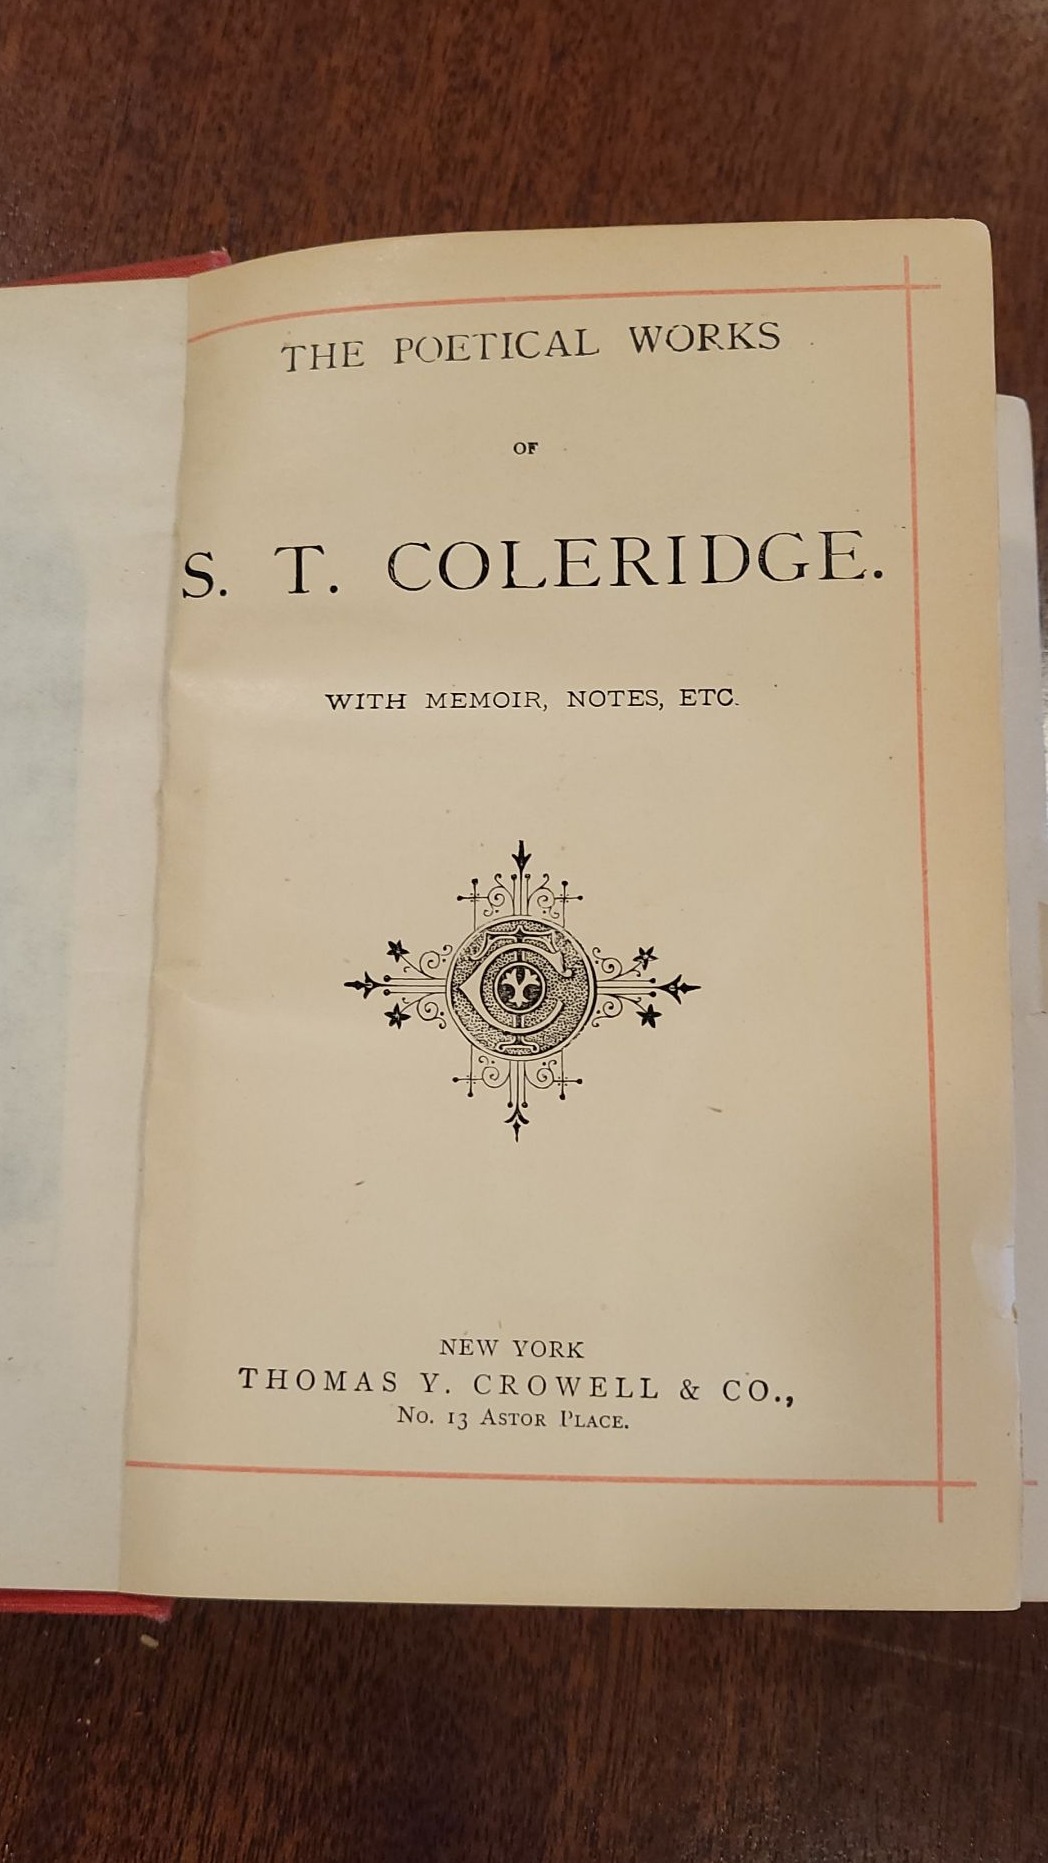 THE POETICAL WORKS
OF
S. T. COLERIDGE.
WITH MEMOIR, NOTES, ETC.
NEW YORK
THOMAS Y. CROWELL & CO.,
No. 13 ASTOR PLACE.